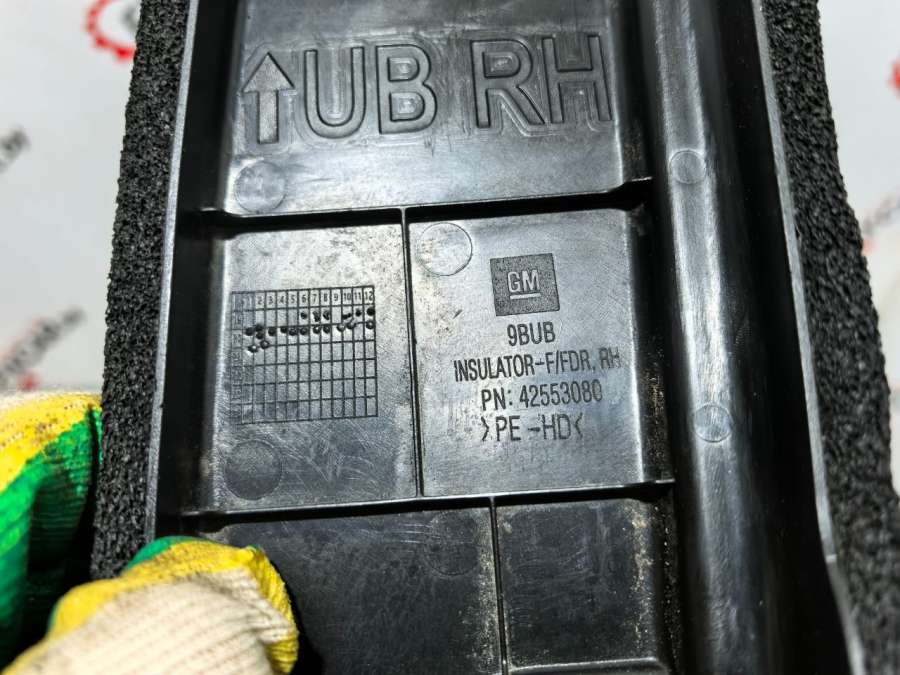 ↑UB RH
1 2 3 4 5 6 7 8 9 10 11 12
GM
9BUB
INSULATOR-F/FDR, RH
PN: 42553080
>PE-HD<